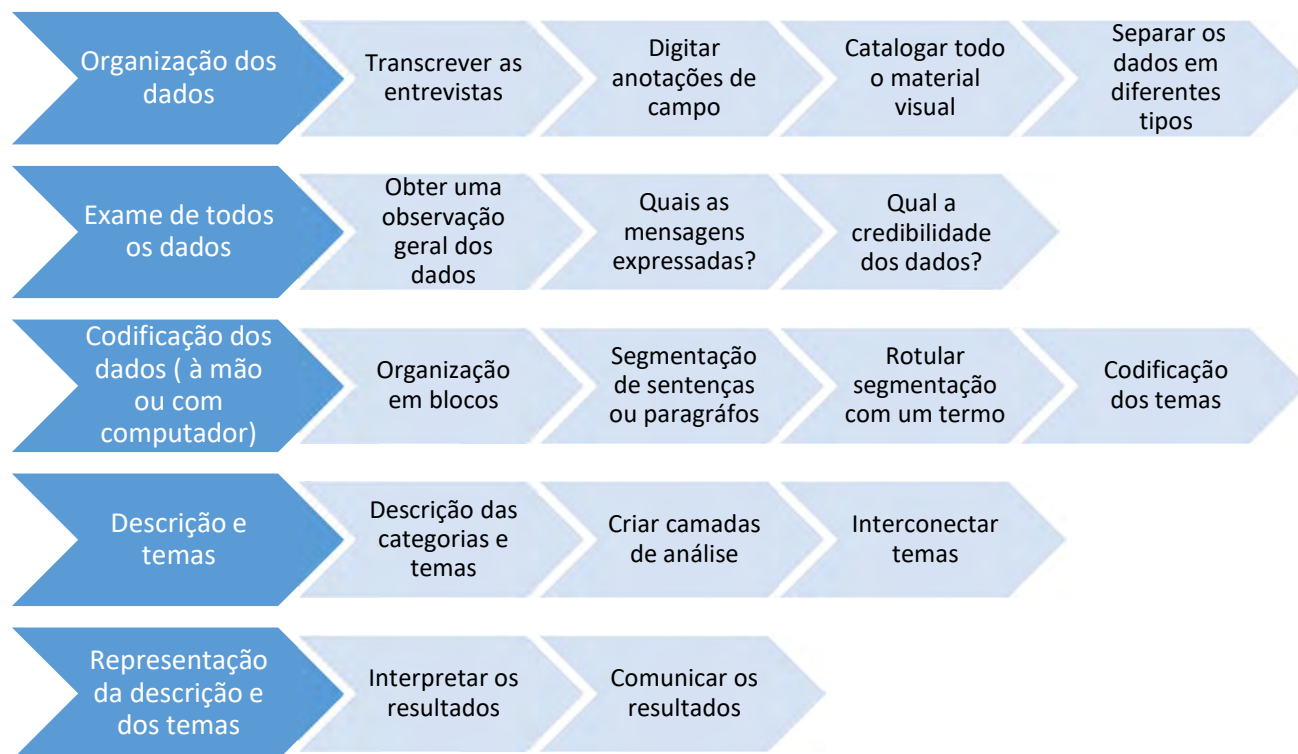 Organização dos
dados
Transcrever as
entrevistas
Digitar
anotações de
campo
Catalogar todo
o material
visual
Separar os
dados em
diferentes
tipos
Exame de todos
os dados
Obter uma
observação
geral dos
dados
Quais as
mensagens
expressadas?
Qual a
credibilidade
dos dados?
Codificação dos
dados ( à mão
ou com
computador)
Organização
em blocos
Segmentação
de sentenças
ou paragráfos
Rotular
segmentação
com um termo
Codificação
dos temas
Descrição e
temas
Descrição das
categorias e
temas
Criar camadas
de análise
Interconectar
temas
Representação
da descrição e
dos temas
Interpretar os
resultados
Comunicar os
resultados